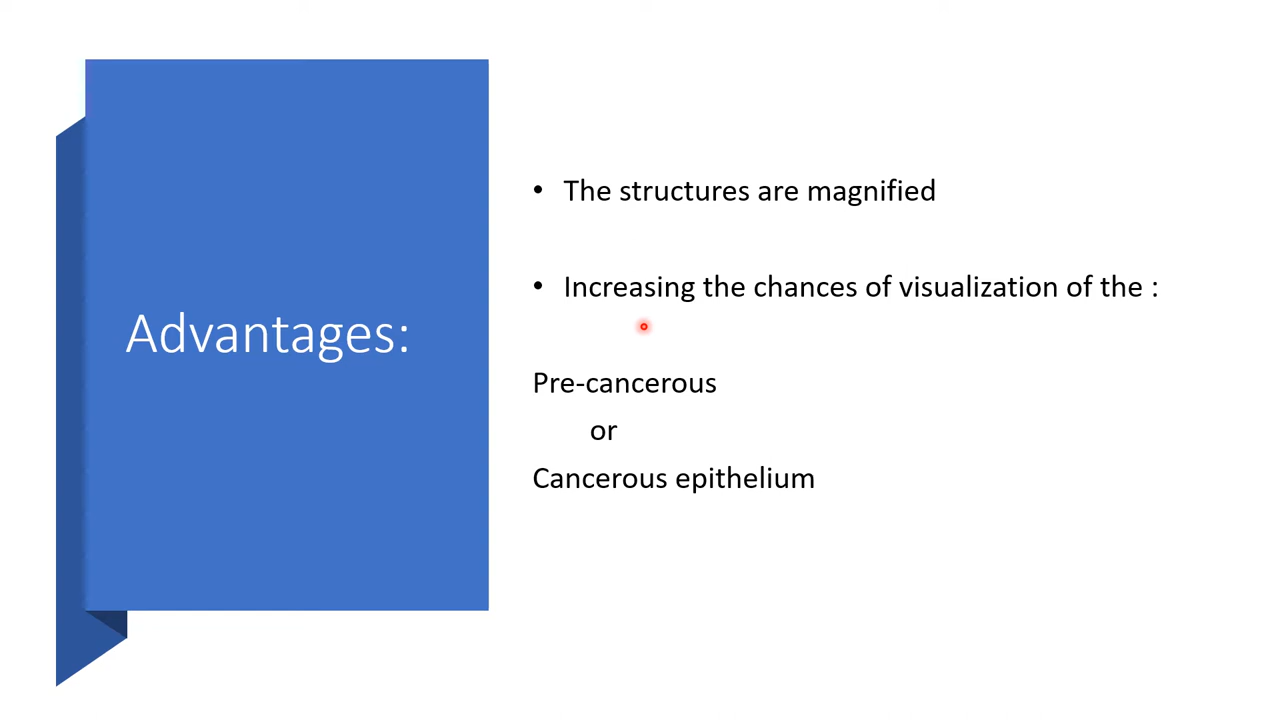 Advantages:
• The structures are magnified
• Increasing the chances of visualization of the :
Pre-cancerous
or
Cancerous epithelium